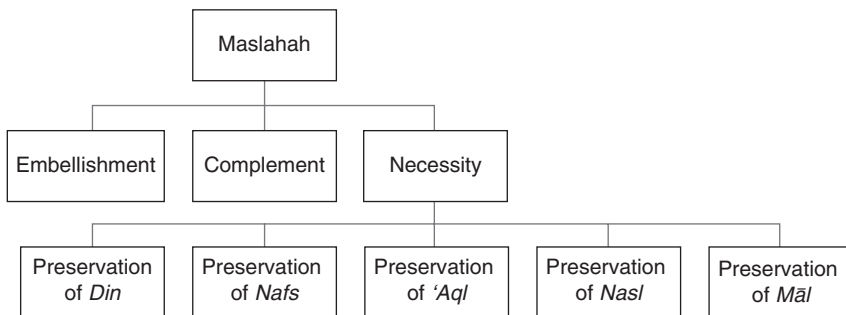 Maslahah
Embellishment
Complement
Necessity
Preservation
of Din
Preservation
of Nafs
Preservation
of ‘Aql
Preservation
of Nasl
Preservation
of Māl